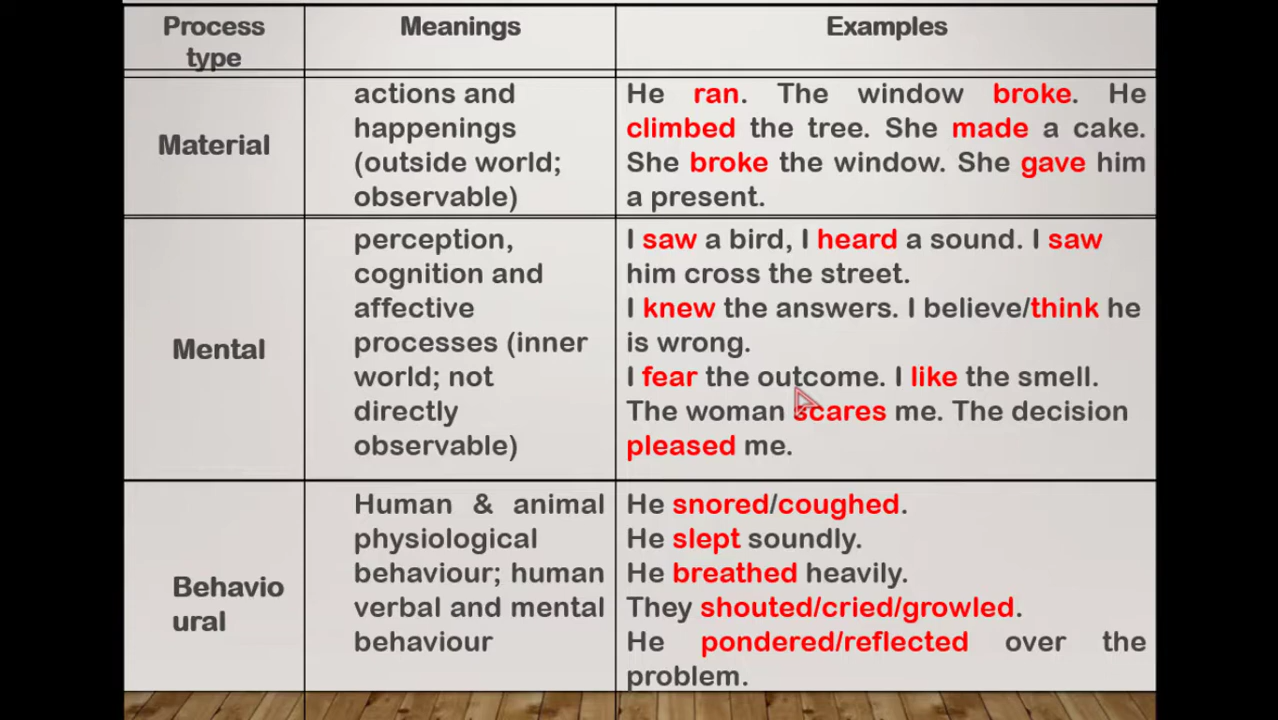 Process type
Meanings
Examples
Material
actions and
happenings
(outside world;
observable)
He ran. The window broke. He
climbed the tree. She made a cake.
She broke the window. She gave him
a present.
Mental
perception,
cognition and
affective
processes (inner
world; not
directly
observable)
I saw a bird, I heard a sound. I saw
him cross the street.
I knew the answers. I believe/think he
is wrong.
I fear the outcome. I like the smell.
The woman scares me. The decision
pleased me.
Behavio
ural
Human & animal
physiological
behaviour; human
verbal and mental
behaviour
He snored/coughed.
He slept soundly.
He breathed heavily.
They shouted/cried/growled.
He pondered/reflected over the
problem.